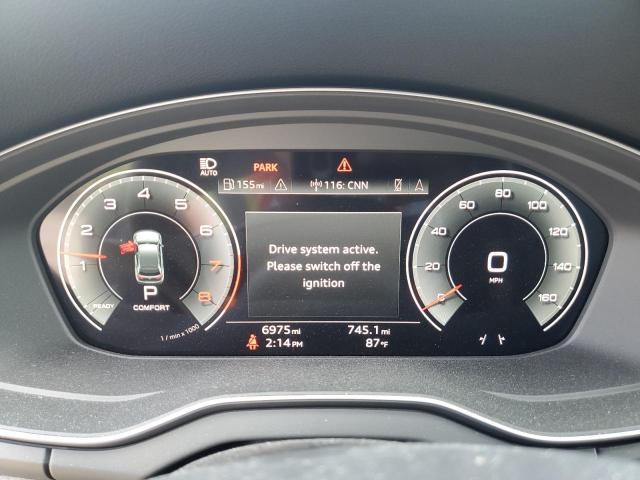 AUTO
PARK
155mi
116: CNN
1 2 3 4 5 6 7 8
READY
P
COMFORT
1 / min x 1000
Drive system active.
Please switch off the
ignition
0 20 40 60 80 100 120 140 160
0
MPH
6975mi
745.1mi
2:14PM
87°F